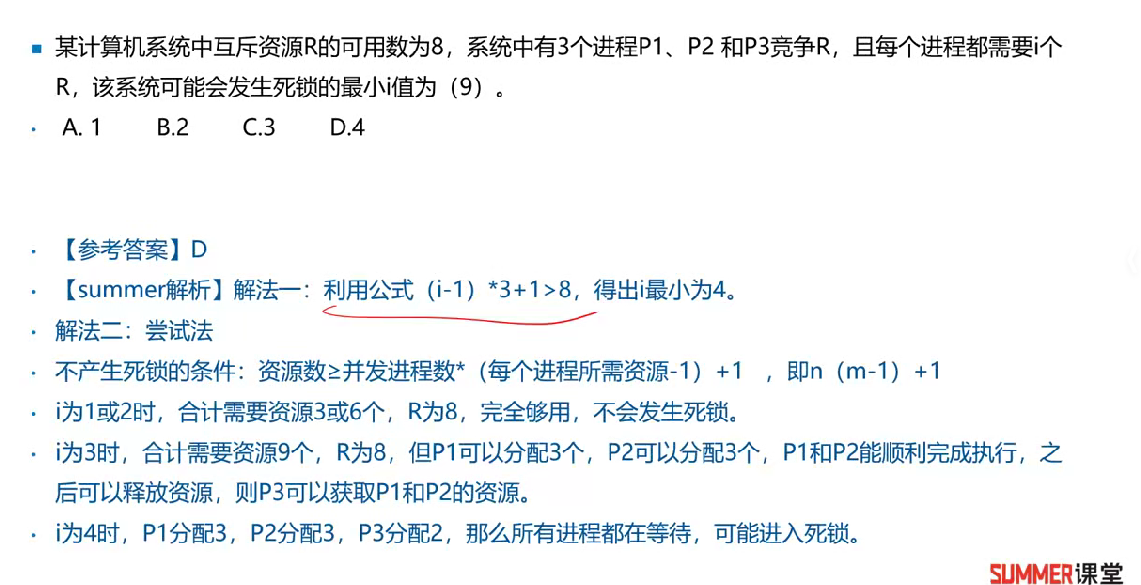 某计算机系统中互斥资源R的可用数为8，系统中有3个进程P1、P2 和P3竞争R，且每个进程都需要i个
R，该系统可能会发生死锁的最小i值为（9）。
A. 1 B.2 C.3 D.4
【参考答案】D
【summer解析】解法一：利用公式（i-1）*3+1>8，得出i最小为4。
解法二：尝试法
不产生死锁的条件：资源数≥并发进程数*（每个进程所需资源-1）+1 ，即n（m-1）+1
i为1或2时，合计需要资源3或6个，R为8，完全够用，不会发生死锁。
i为3时，合计需要资源9个，R为8，但P1可以分配3个，P2可以分配3个，P1和P2能顺利完成执行，之
后可以释放资源，则P3可以获取P1和P2的资源。
i为4时，P1分配3，P2分配3，P3分配2，那么所有进程都在等待，可能进入死锁。
SUMMER课堂